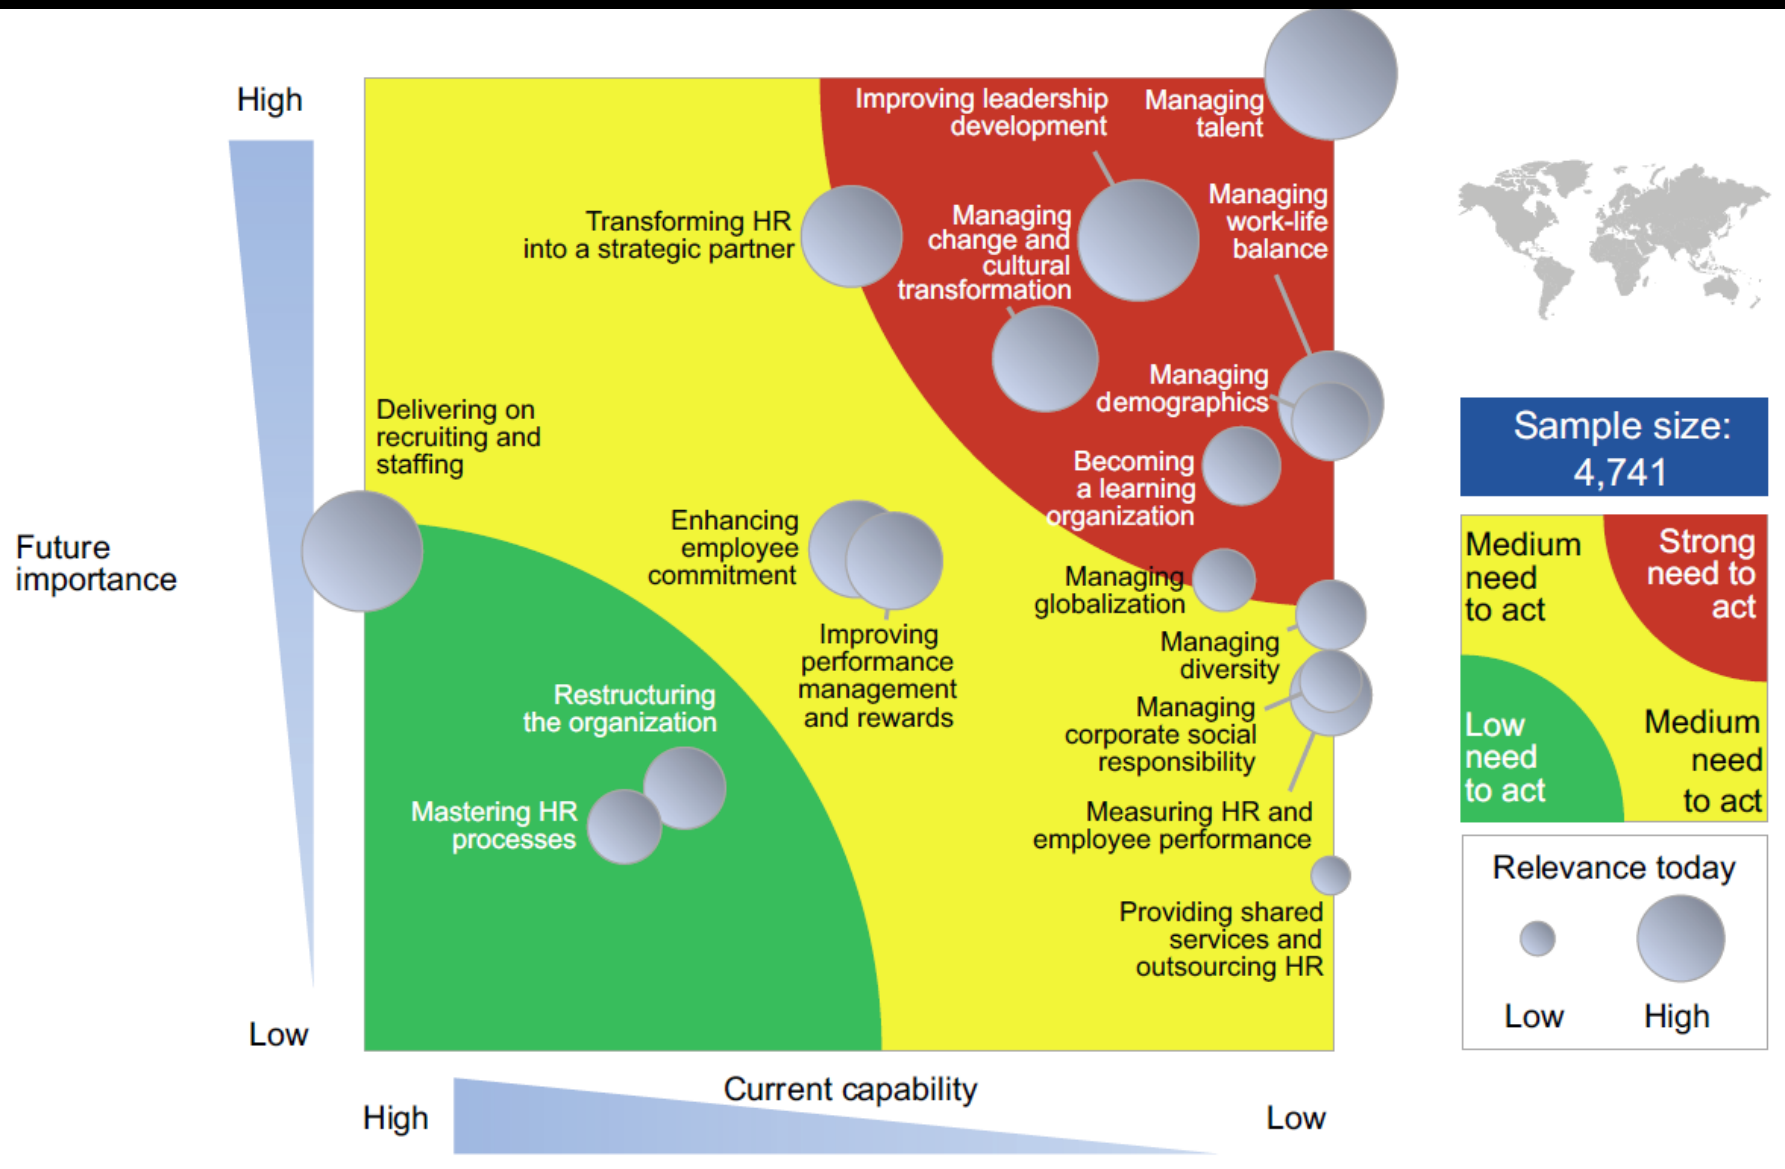 High
Future
importance
Low
Improving leadership
development
Managing
talent
Managing
work-life
balance
Transforming HR
into a strategic partner
Managing
change and
cultural
transformation
Managing
demographics
Delivering on
recruiting and
staffing
Becoming
a learning
organization
Enhancing
employee
commitment
Managing
globalization
Improving
performance
management
and rewards
Managing
diversity
Restructuring
the organization
Managing
corporate social
responsibility
Mastering HR
processes
Measuring HR and
employee performance
Providing shared
services and
outsourcing HR
Current capability
High
Low
Sample size:
4,741
Medium
need
to act
Strong
need to
act
Low
need
to act
Medium
need
to act
Relevance today
Low
High